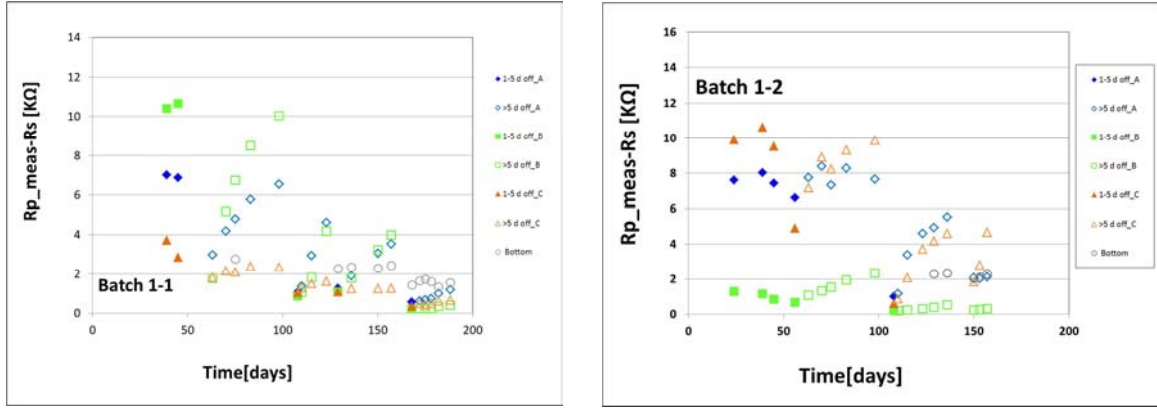 14
12
10
8
6
4
2
0
0
50
100
150
200
Rp_meas-Rs [KΩ]
Time[days]
Batch 1-1
1-5 d off_A
>5 d off_A
1-5 d off_B
>5 d off_B
1-5 d off_C
>5 d off_C
Bottom
16
14
12
10
8
6
4
2
0
0
50
100
150
200
Rp_meas-Rs [KΩ]
Time[days]
Batch 1-2
1-5 d off_A
>5 d off_A
1-5 d off_B
>5 d off_B
1-5 d off_C
>5 d off_C
Bottom